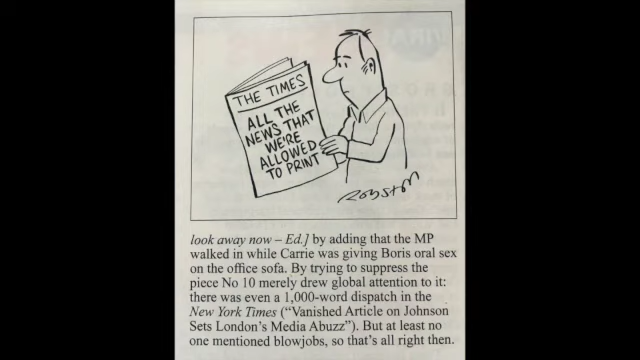 THE TIMES
ALL THE
NEWS THAT
WE'RE
ALLOWED
TO PRINT
ROYSTON
look away now – Ed.] by adding that the MP
walked in while Carrie was giving Boris oral sex
on the office sofa. By trying to suppress the
piece No 10 merely drew global attention to it:
there was even a 1,000-word dispatch in the
New York Times (“Vanished Article on Johnson
Sets London’s Media Abuzz”). But at least no
one mentioned blowjobs, so that’s all right then.